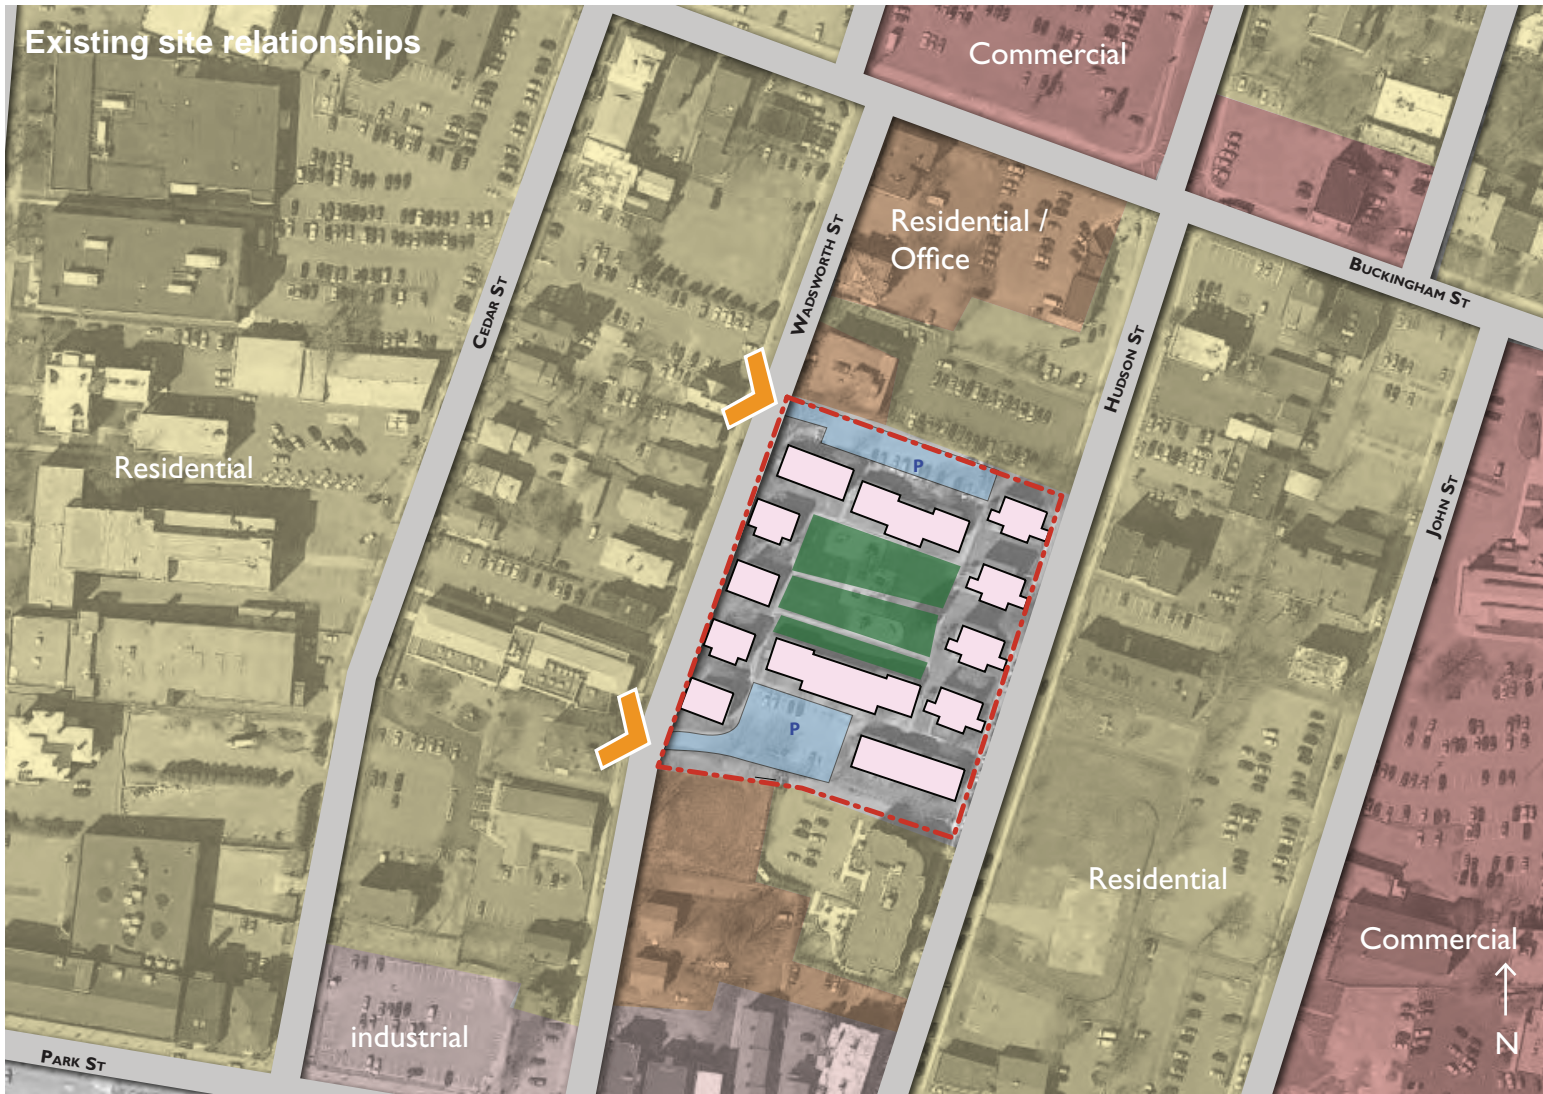 Existing site relationships
Commercial
Residential /
Office
WADSWORTH ST
CEDAR ST
BUCKINGHAM ST
HUDSON ST
Residential
P
JOHN ST
P
Residential
Commercial
industrial
N
PARK ST